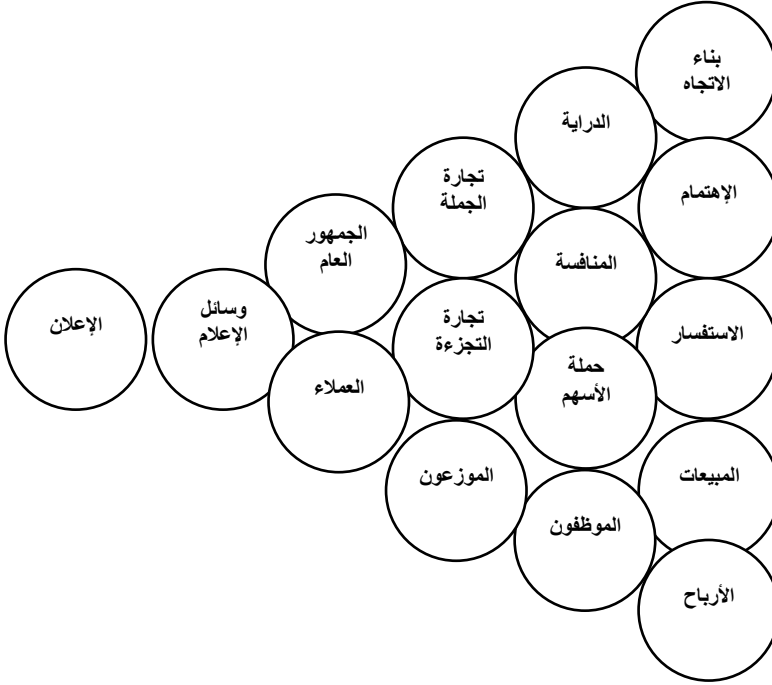 بناء
الاتجاه
الدراية
تجارة
الجملة
الإهتمام
الجمهور
العام
المنافسة
وسائل
الإعلام
الإعلان
تجارة
التجزءة
الاستفسار
العملاء
حملة
الأسهم
الموزعون
المبيعات
الموظفون
الأرباح